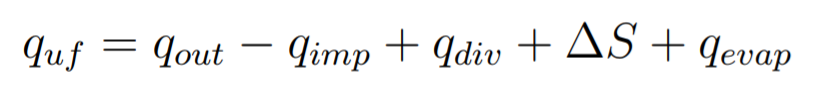 q_{uf} = q_{out} − q_{imp} + q_{div} + ΔS + q_{evap}